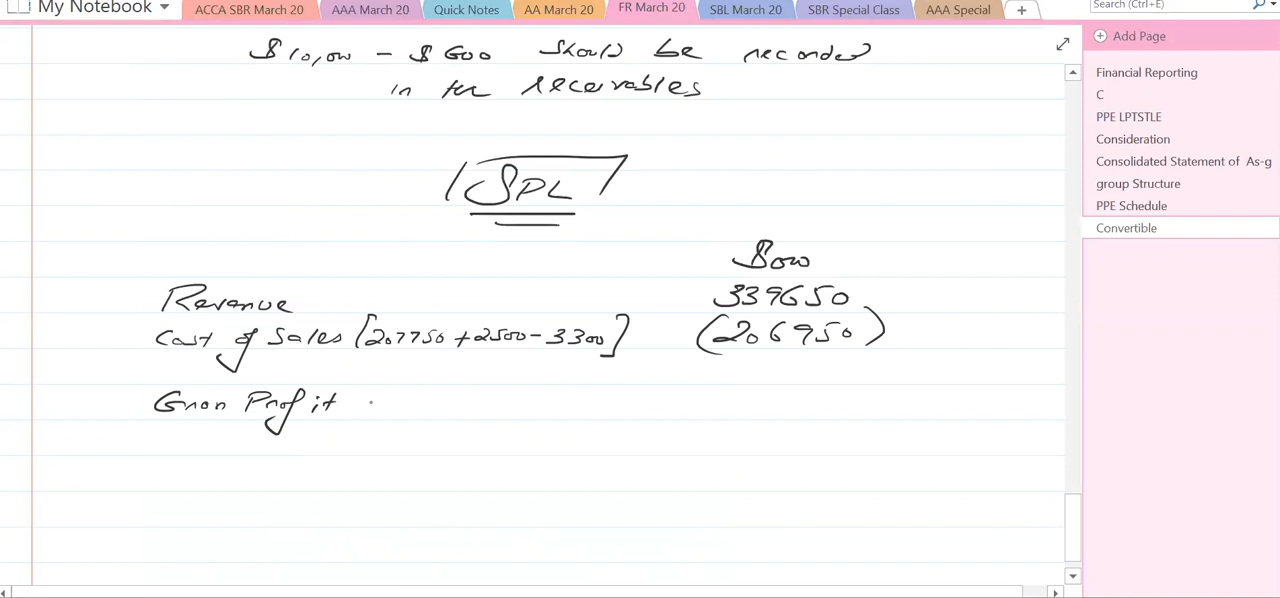 My Notebook
ACCA SBR March 20
AAA March 20
Quick Notes
AA March 20
FR March 20
SBL March 20
SBR Special Class
AAA Special
+
Search (Ctrl+E)
Add Page
Financial Reporting
C
PPE LPTSTLE
Consideration
Consolidated Statement of As-g
group Structure
PPE Schedule
Convertible
$10,000 - $600 should be recorded
in the receivables
SPL
$000
Revenue 339650
Cost of Sales [207750+2500-3300] (206950)
Gross Profit